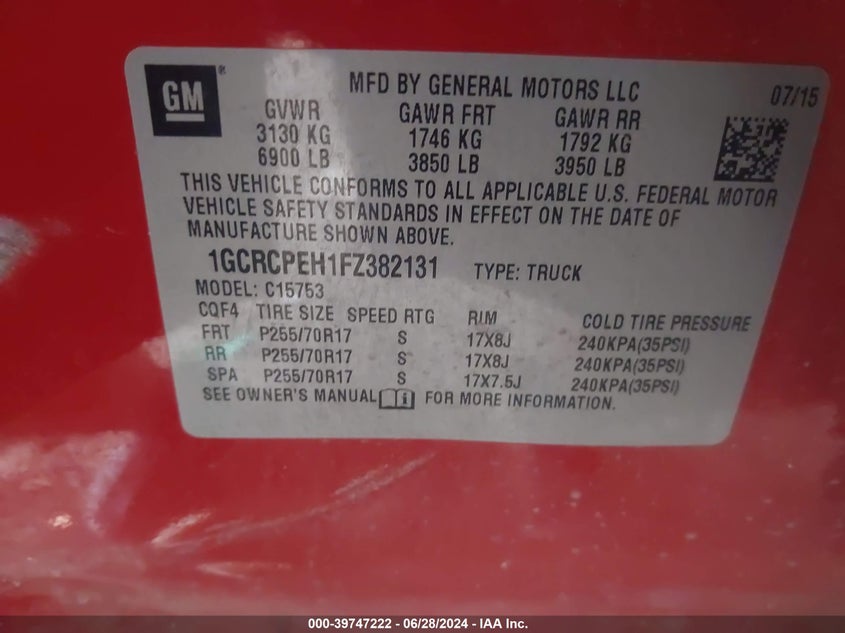 GM®
MFD BY GENERAL MOTORS LLC 07/15
GVWR GAWR FRT GAWR RR
3130 KG 1746 KG 1792 KG
6900 LB 3850 LB 3950 LB
THIS VEHICLE CONFORMS TO ALL APPLICABLE U.S. FEDERAL MOTOR
VEHICLE SAFETY STANDARDS IN EFFECT ON THE DATE OF
MANUFACTURE SHOWN ABOVE.
1GCRCPEH1FZ382131 TYPE: TRUCK
MODEL: C15753
CQF4 TIRE SIZE SPEED RTG RIM COLD TIRE PRESSURE
FRT P255/70R17 S 17X8J 240KPA(35PSI)
RR P255/70R17 S 17X8J 240KPA(35PSI)
SPA P255/70R17 S 17X7.5J 240KPA(35PSI)
SEE OWNER'S MANUAL FOR MORE INFORMATION.
000-39747222 - 06/28/2024 - IAA Inc.